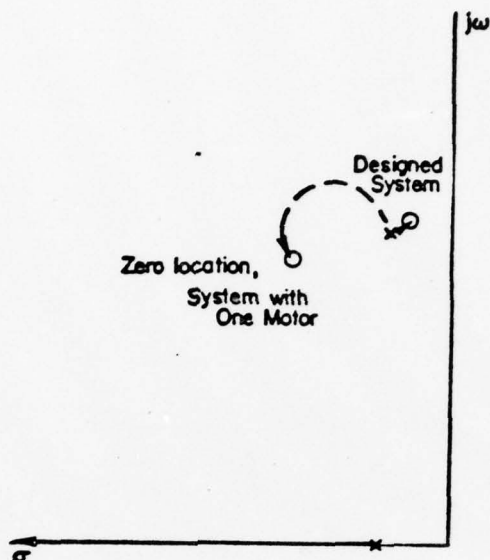 jω
Designed
System
Zero location,
System with
One Motor
σ